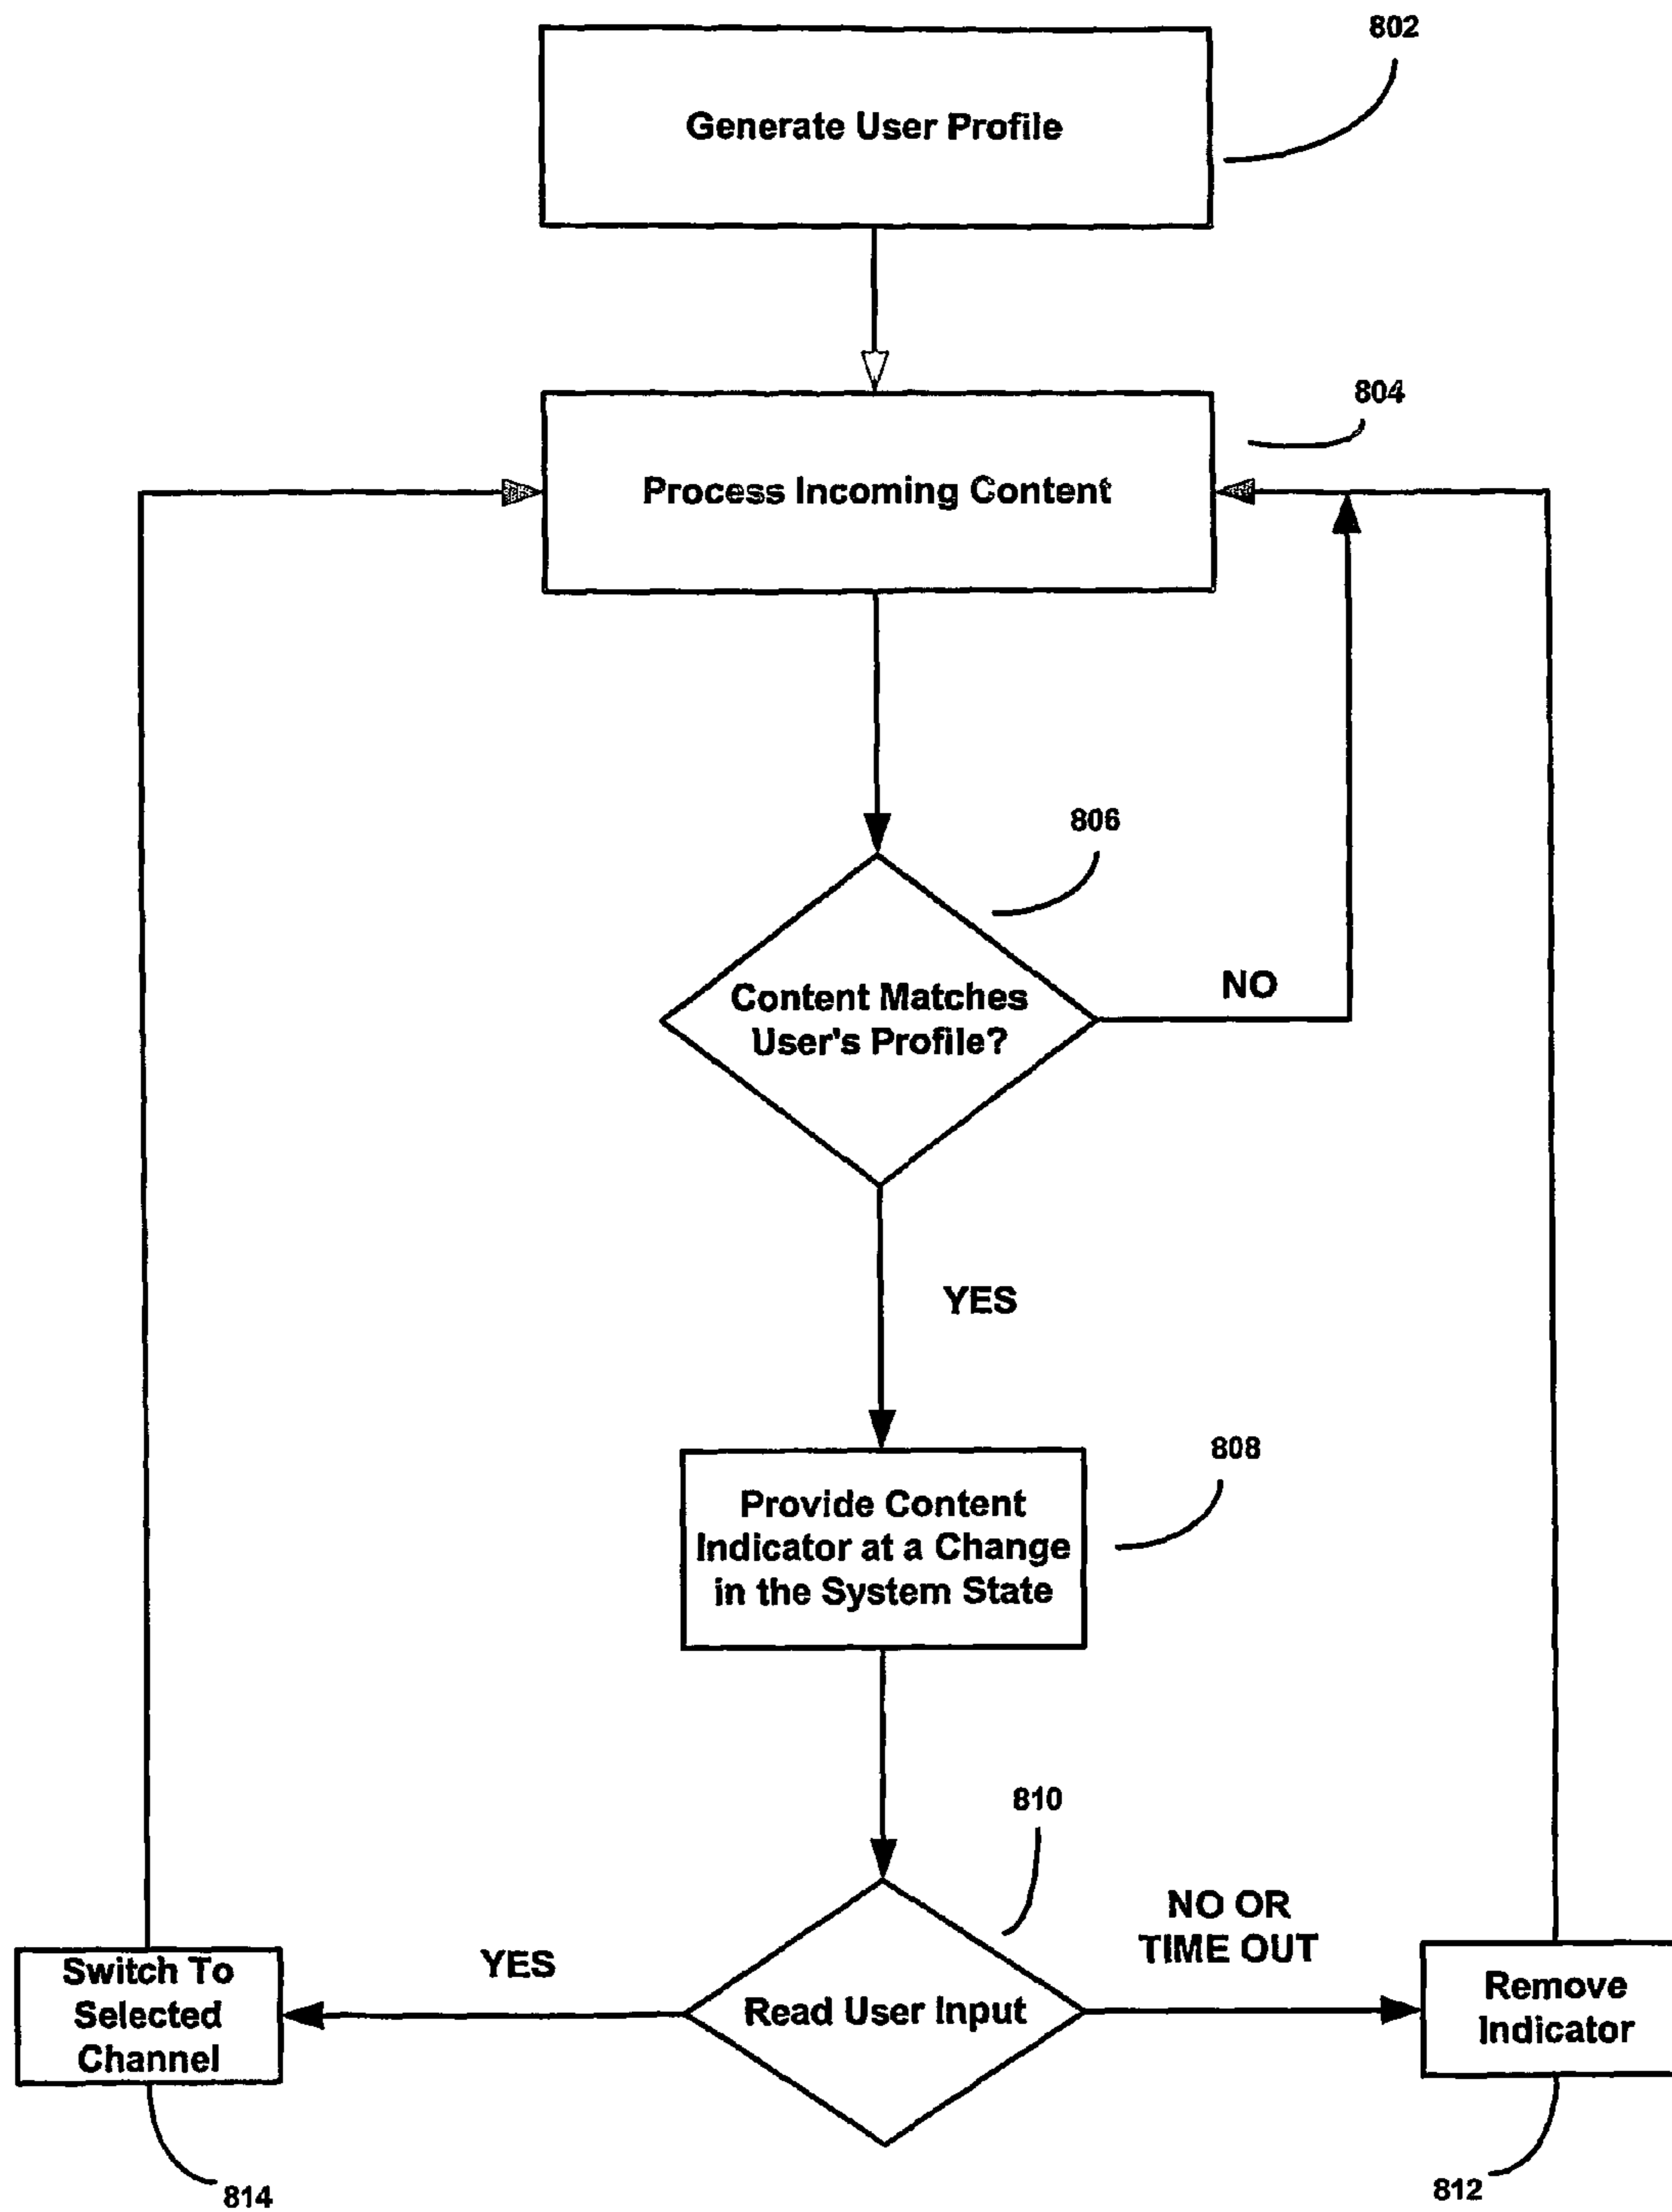 802
Generate User Profile
804
Process Incoming Content
806
Content Matches
User's Profile?
NO
YES
808
Provide Content
Indicator at a Change
in the System State
810
NO OR
TIME OUT
YES
Switch To
Selected
Channel
Read User Input
Remove
Indicator
814
812